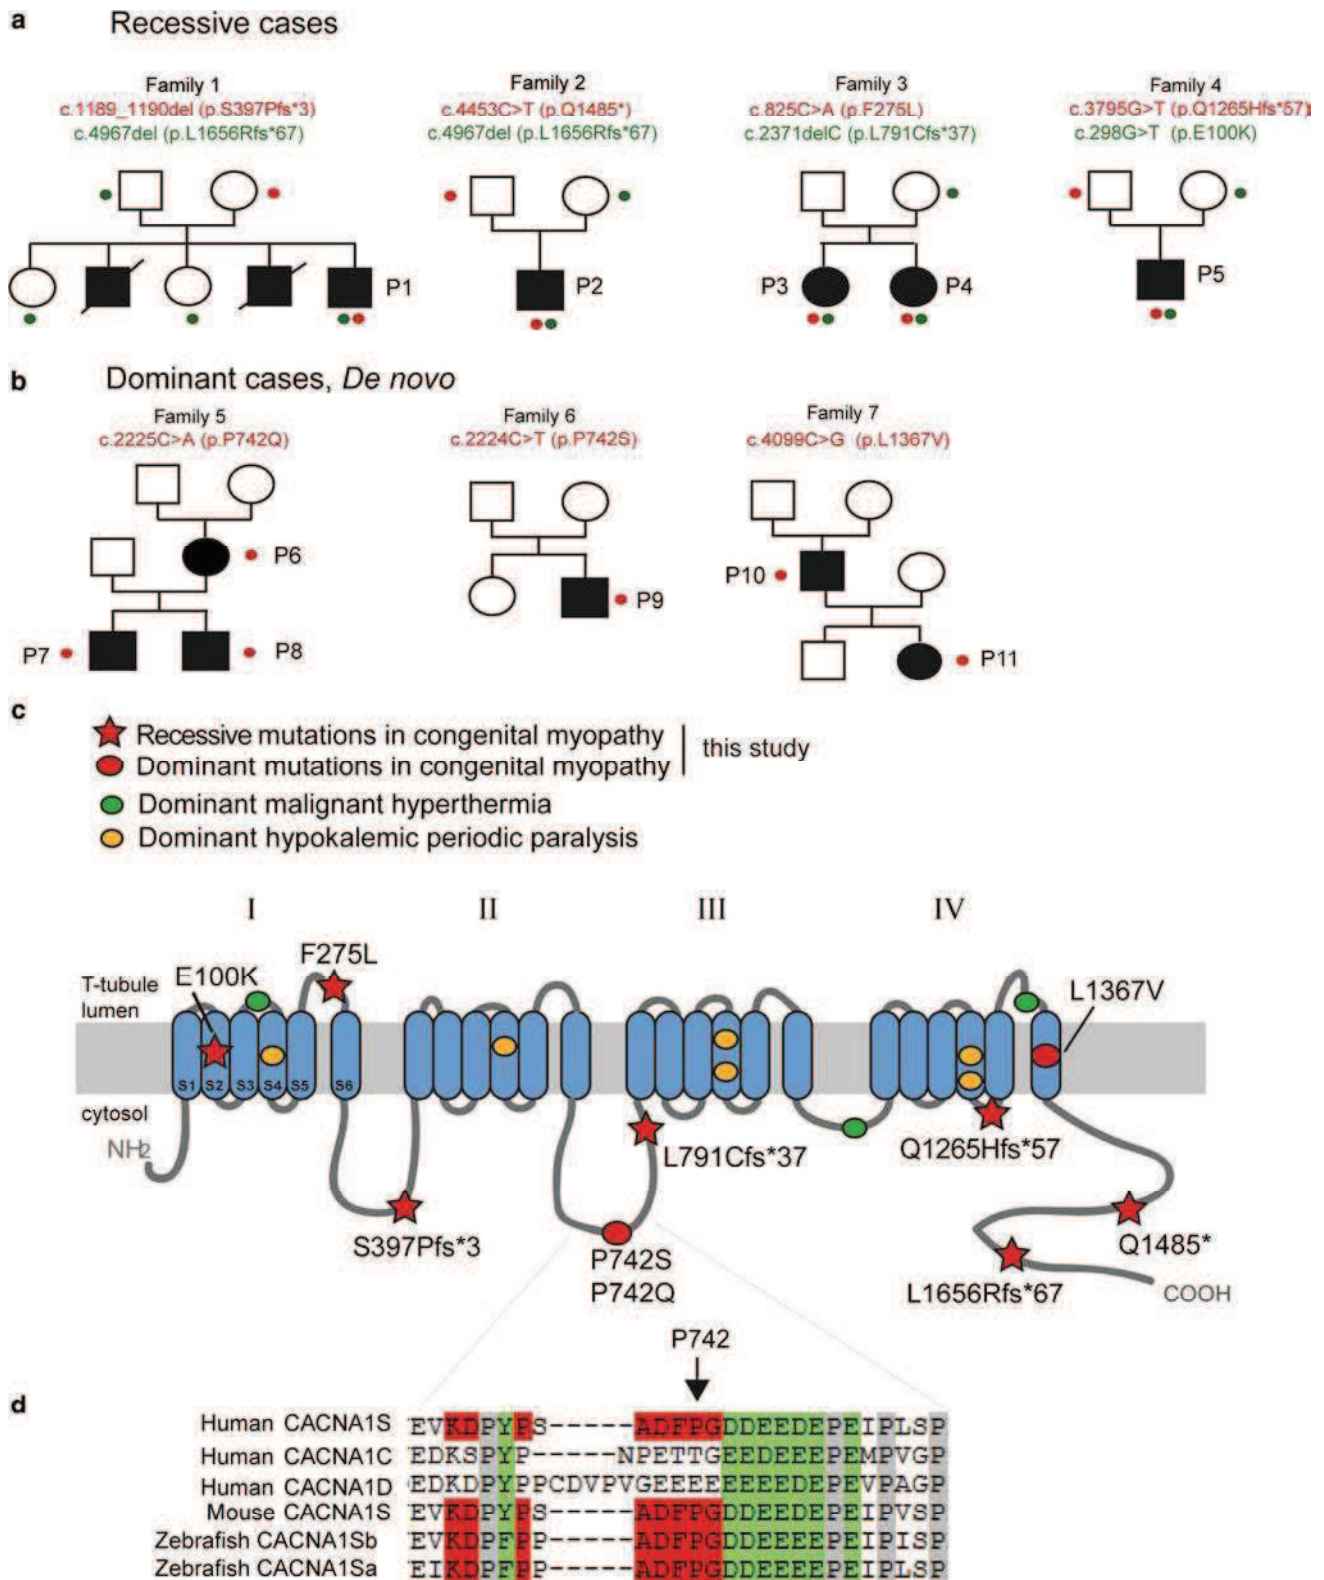 a Recessive cases
Family 1
c.1189_1190del (p.S397Pfs*3)
c.4967del (p.L1656Rfs*67)
Family 2
c.4453C>T (p.Q1485*)
c.4967del (p.L1656Rfs*67)
Family 3
c.825C>A (p.F275L)
c.2371delC (p.L791Cfs*37)
Family 4
c.3795G>T (p.Q1265Hfs*57)
c.298G>T (p.E100K)
P1
P2
P3
P4
P5
b Dominant cases, De novo
Family 5
c.2225C>A (p.P742Q)
Family 6
c.2224C>T (p.P742S)
Family 7
c.4099C>G (p.L1367V)
P6
P7
P8
P9
P10
P11
c
Recessive mutations in congenital myopathy
Dominant mutations in congenital myopathy
this study
Dominant malignant hyperthermia
Dominant hypokalemic periodic paralysis
I II III IV
T-tubule
lumen
E100K
F275L
L1367V
S1 S2 S3 S4 S5 S6
cytosol
NH2
S397Pfs*3
L791Cfs*37
Q1265Hfs*57
P742S
P742Q
Q1485*
L1656Rfs*67
COOH
P742
d
Human CACNA1S EVKDPYPS------ADFPGDDEEDEPEIPLSP
Human CACNA1C EDKSPYP------NPETTGEEDEEEPEMPVGP
Human CACNA1D EDKDPYPPCDVPVGEEEEEEEEDEPEVPAGP
Mouse CACNA1S EVKDPYPS------ADFPGDDEEDEPEIPVSP
Zebrafish CACNA1Sb EVKDPFPP------ADFPGDDEEEEPEIPISP
Zebrafish CACNA1Sa EIKDPFPP------ADFPGDDEEEEPEIPLSP